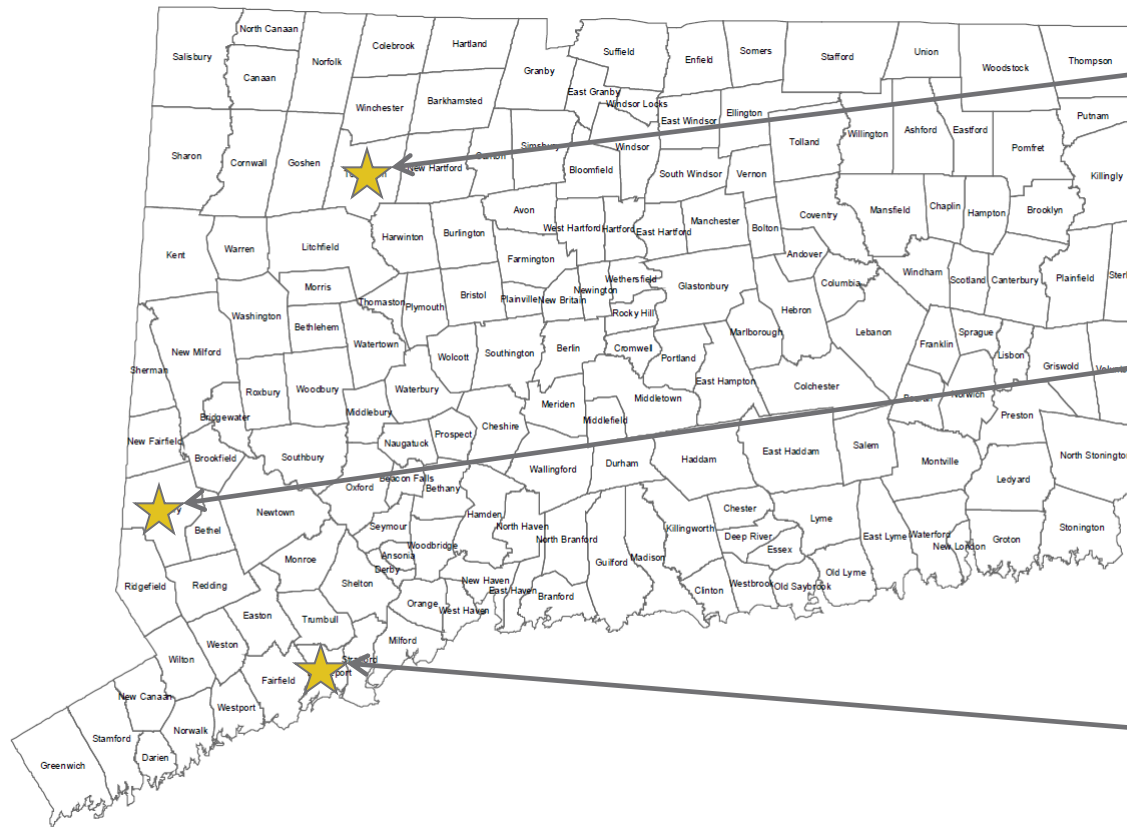 North Canaan
Salisbury
Canaan
Norfolk
Colebrook
Hartland
Granby
Suffield
Enfield
Somers
Stafford
Union
Woodstock
Thompson
Winchester
Barkhamsted
East Granby
Windsor Locks
East Windsor
Ellington
Putnam
Sharon
Cornwall
Goshen
New Hartford
Simsbury
Bloomfield
Windsor
South Windsor
Vernon
Tolland
Willington
Ashford
Eastford
Pomfret
Killingly
Kent
Warren
Litchfield
Harwinton
Burlington
Avon
West Hartford
Hartford
East Hartford
Manchester
Bolton
Coventry
Mansfield
Chaplin
Hampton
Brooklyn
Farmington
Andover
Morris
Washington
Bethlehem
Thomaston
Plymouth
Bristol
Plainville
New Britain
Newington
Wethersfield
Rocky Hill
Glastonbury
Hebron
Columbia
Windham
Scotland
Canterbury
Plainfield
New Milford
Sherman
Watertown
Wolcott
Southington
Berlin
Cromwell
Portland
Marlborough
Lebanon
Franklin
Sprague
Lisbon
Griswold
Roxbury
Woodbury
Waterbury
Meriden
Middletown
East Hampton
Colchester
Norwich
Preston
Bridgewater
Middlebury
Middlefield
New Fairfield
Brookfield
Southbury
Naugatuck
Prospect
Cheshire
Wallingford
Durham
Haddam
East Haddam
Salem
Montville
Ledyard
North Stonington
Oxford
Beacon Falls
Bethany
Bethel
Newtown
Seymour
Hamden
North Haven
North Branford
Guilford
Madison
Killingworth
Chester
Deep River
Essex
Lyme
East Lyme
Waterford
New London
Groton
Stonington
Monroe
Ansonia
Derby
Woodbridge
Ridgefield
Redding
Shelton
Orange
New Haven
West Haven
East Haven
Branford
Clinton
Westbrook
Old Saybrook
Old Lyme
Easton
Trumbull
Milford
Wilton
Weston
Fairfield
New Canaan
Westport
Norwalk
Stamford
Darien
Greenwich